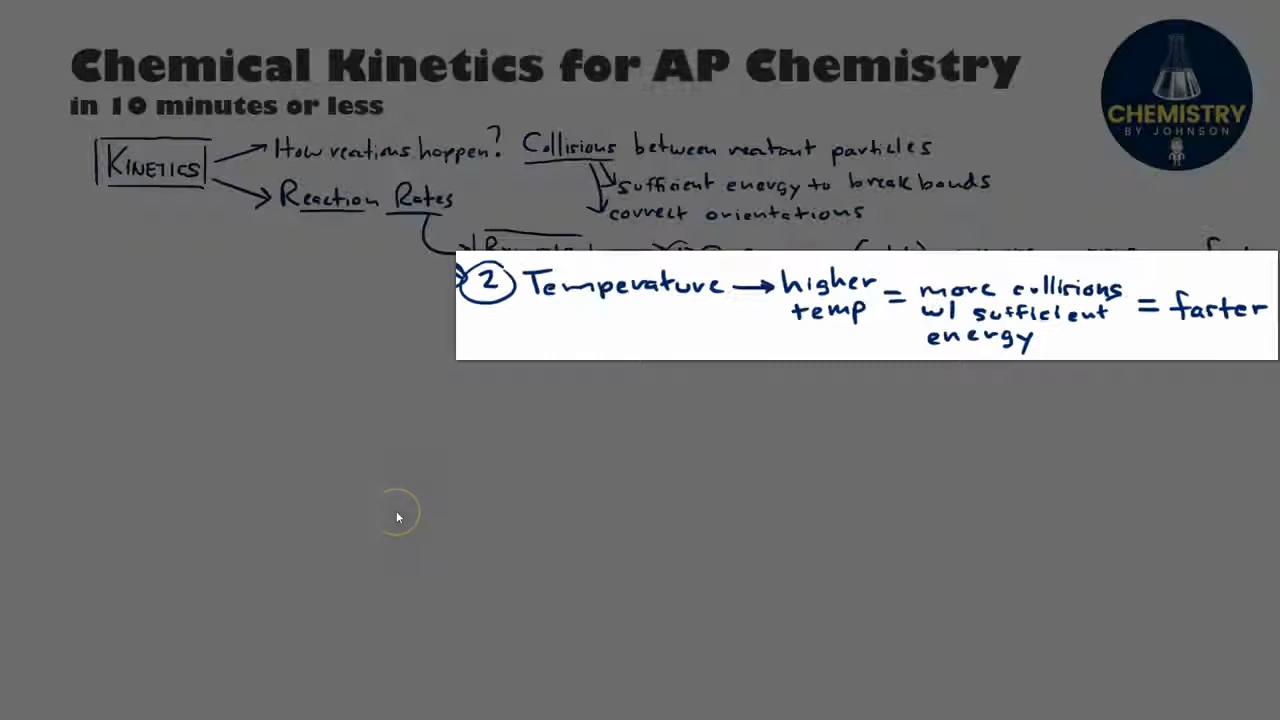 Chemical Kinetics for AP Chemistry
in 10 minutes or less
CHEMISTRY
BY JOHNSON
KINETICS
How reactions happen? Collisions between reactant particles
sufficient energy to break bonds
Reaction Rates
correct orientations
2 Temperature → higher temp = more collisions w/ sufficient energy = faster